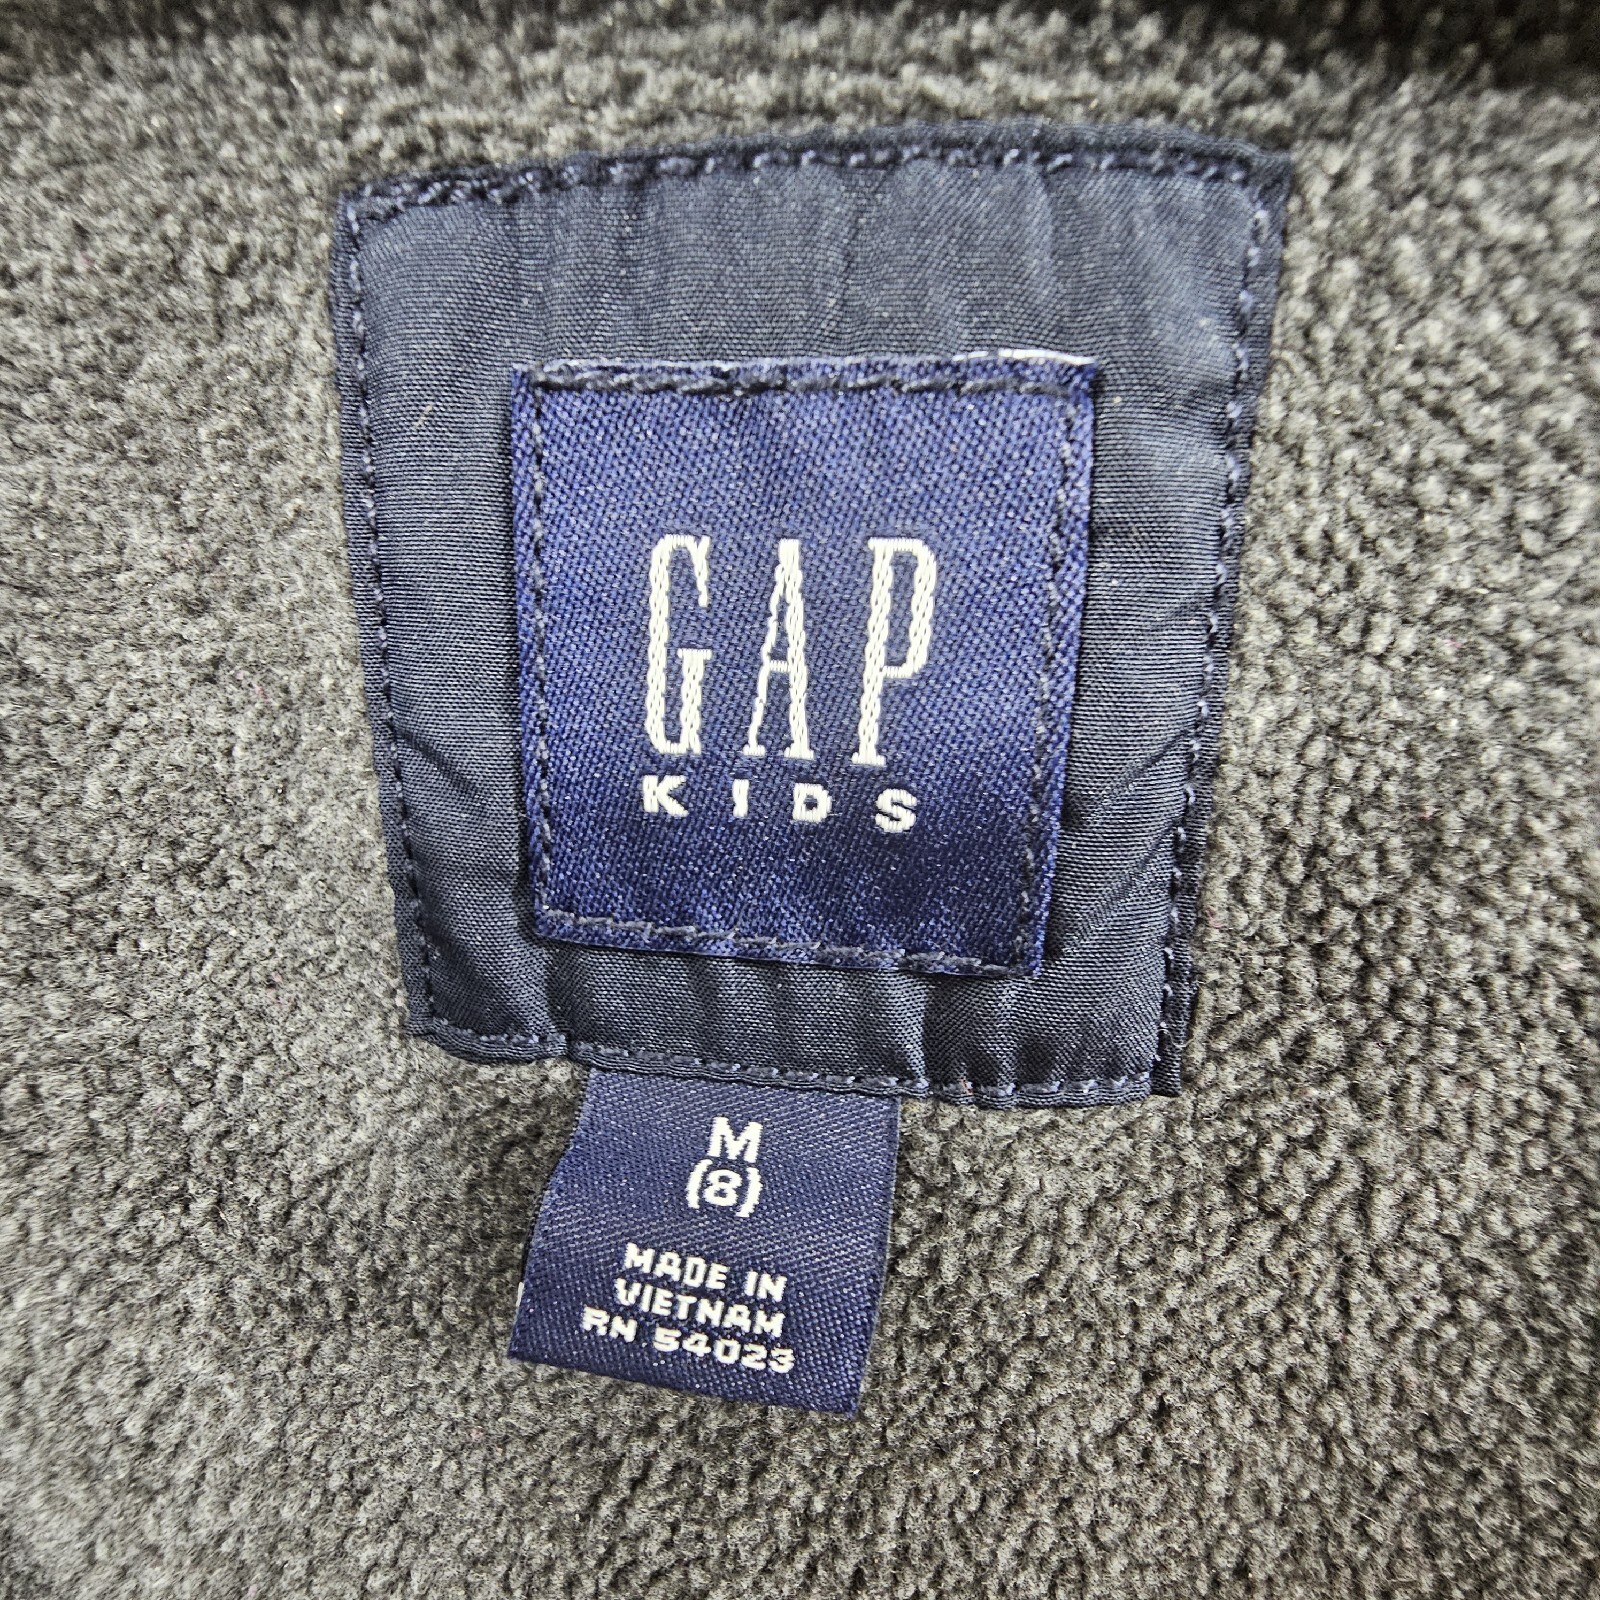 GAP
KIDS
M
(8)
MADE IN
VIETNAM
RN 54023